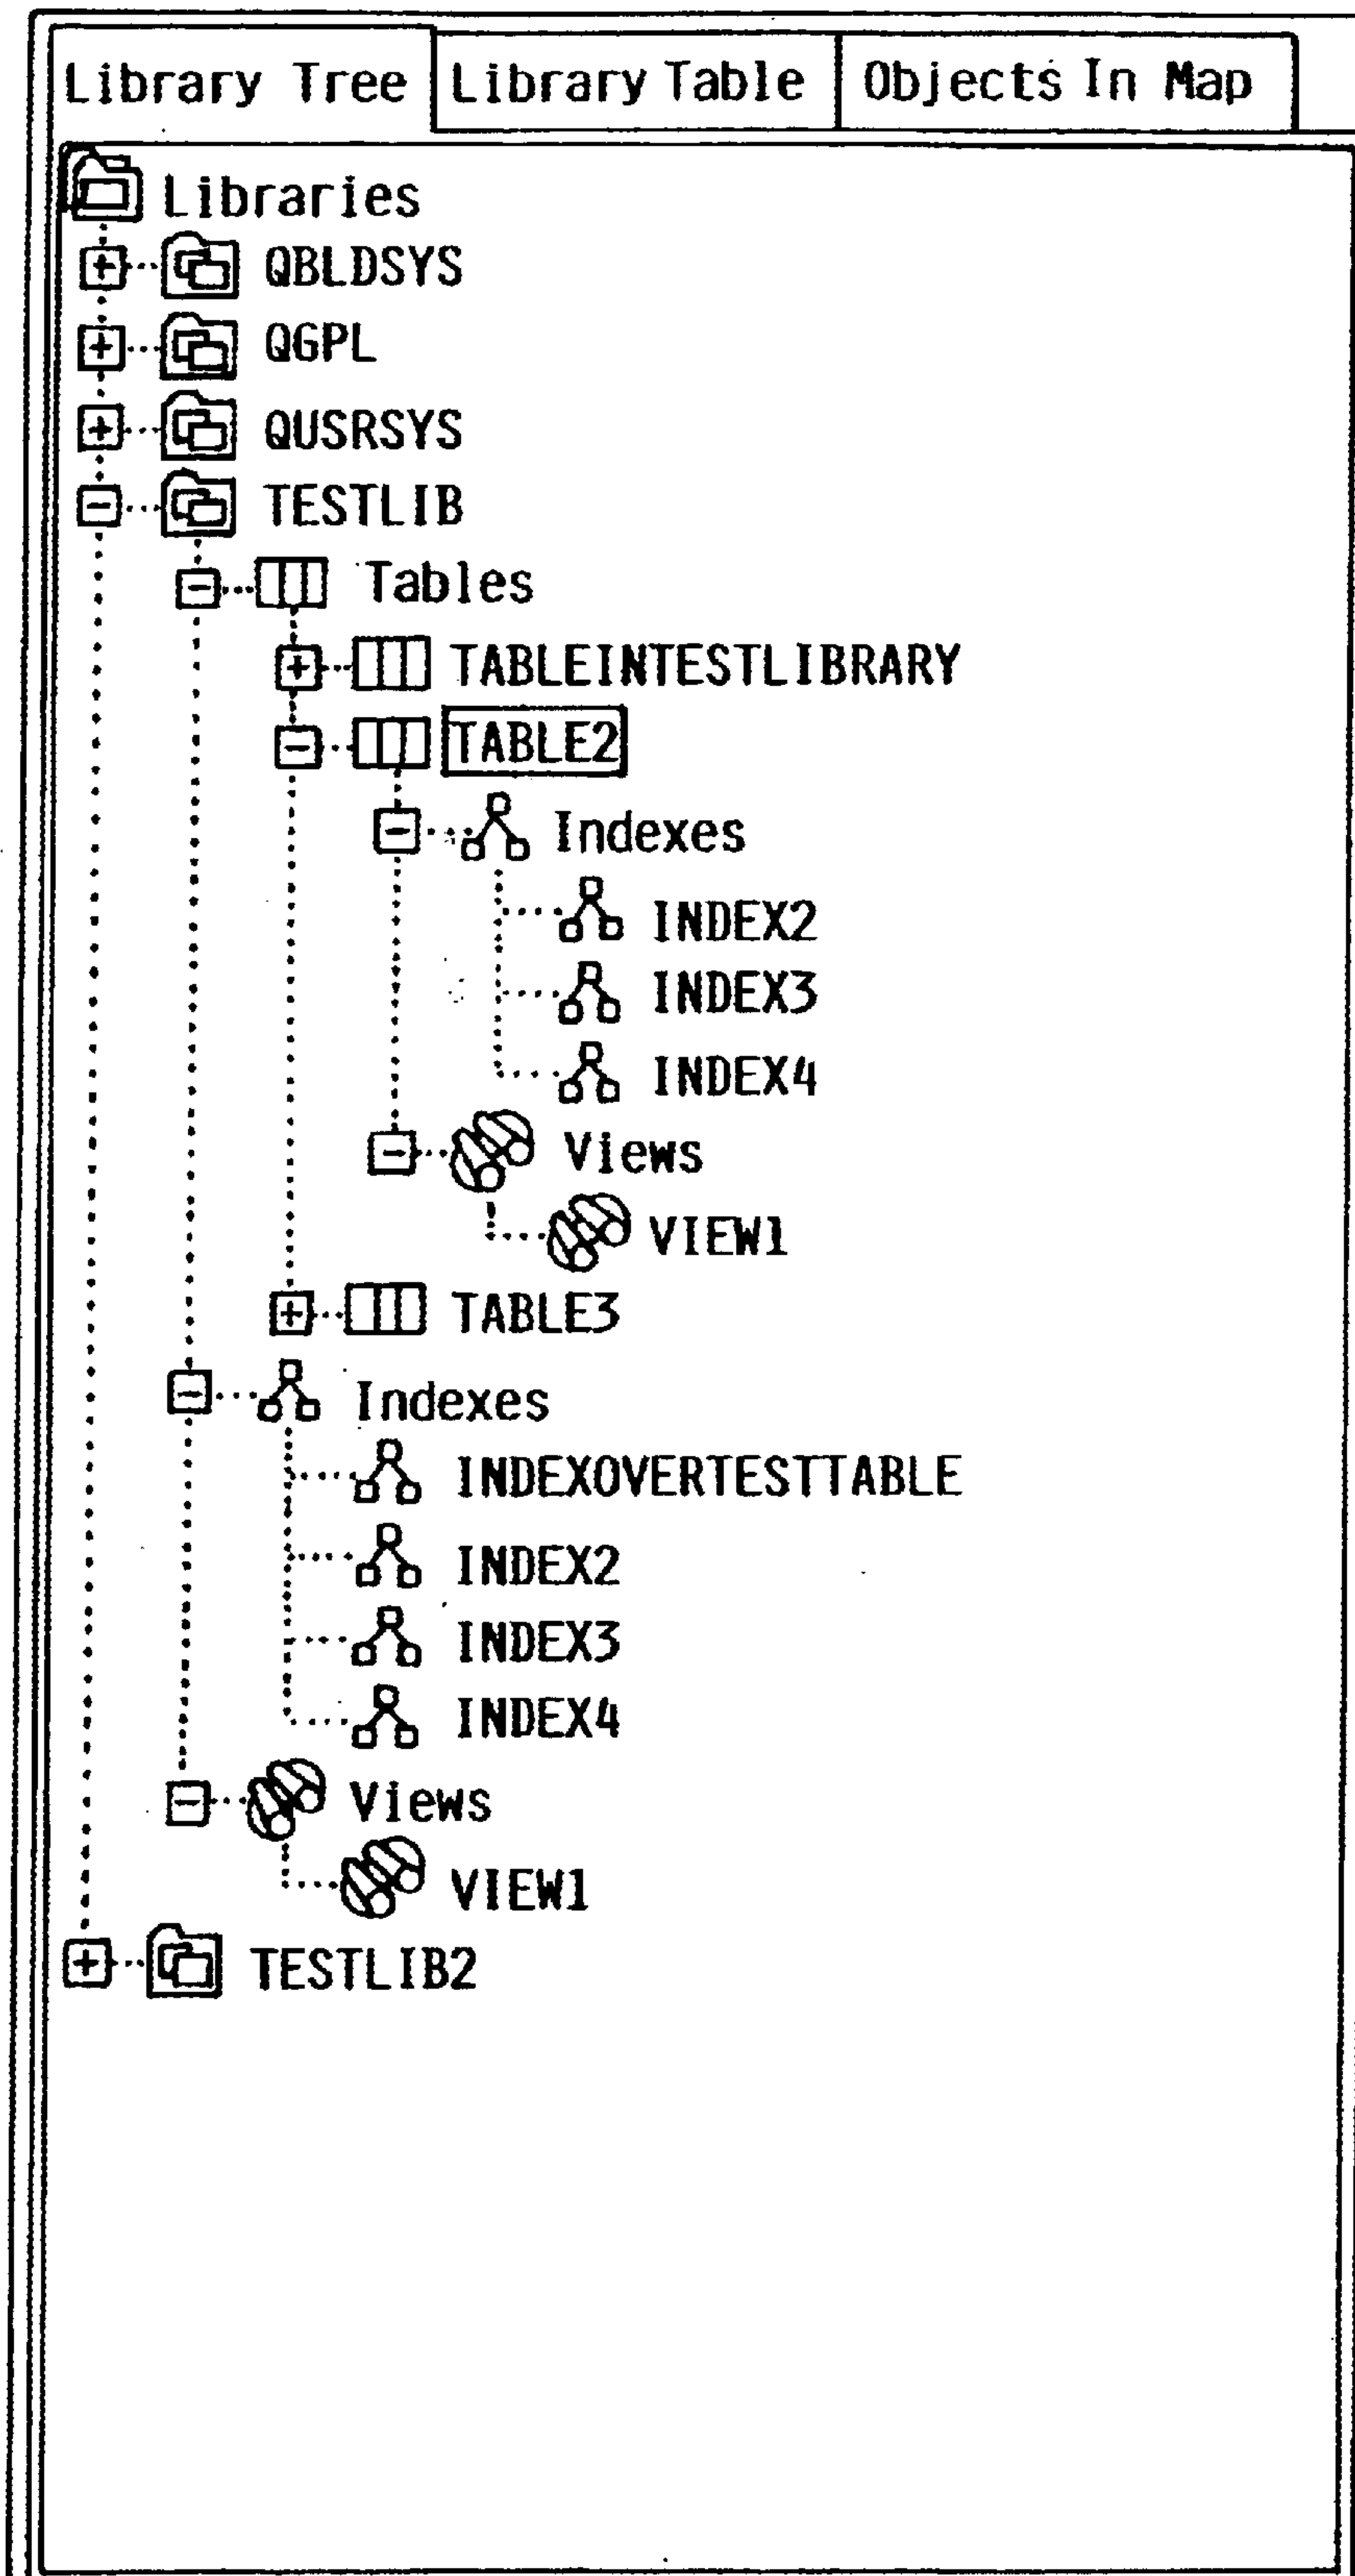 Library Tree Library Table Objects In Map
Libraries
QBLDSYS
QGPL
QUSRSYS
TESTLIB
Tables
TABLEINTESTLIBRARY
TABLE2
Indexes
INDEX2
INDEX3
INDEX4
Views
VIEW1
TABLE3
Indexes
INDEXOVERTESTTABLE
INDEX2
INDEX3
INDEX4
Views
VIEW1
TESTLIB2